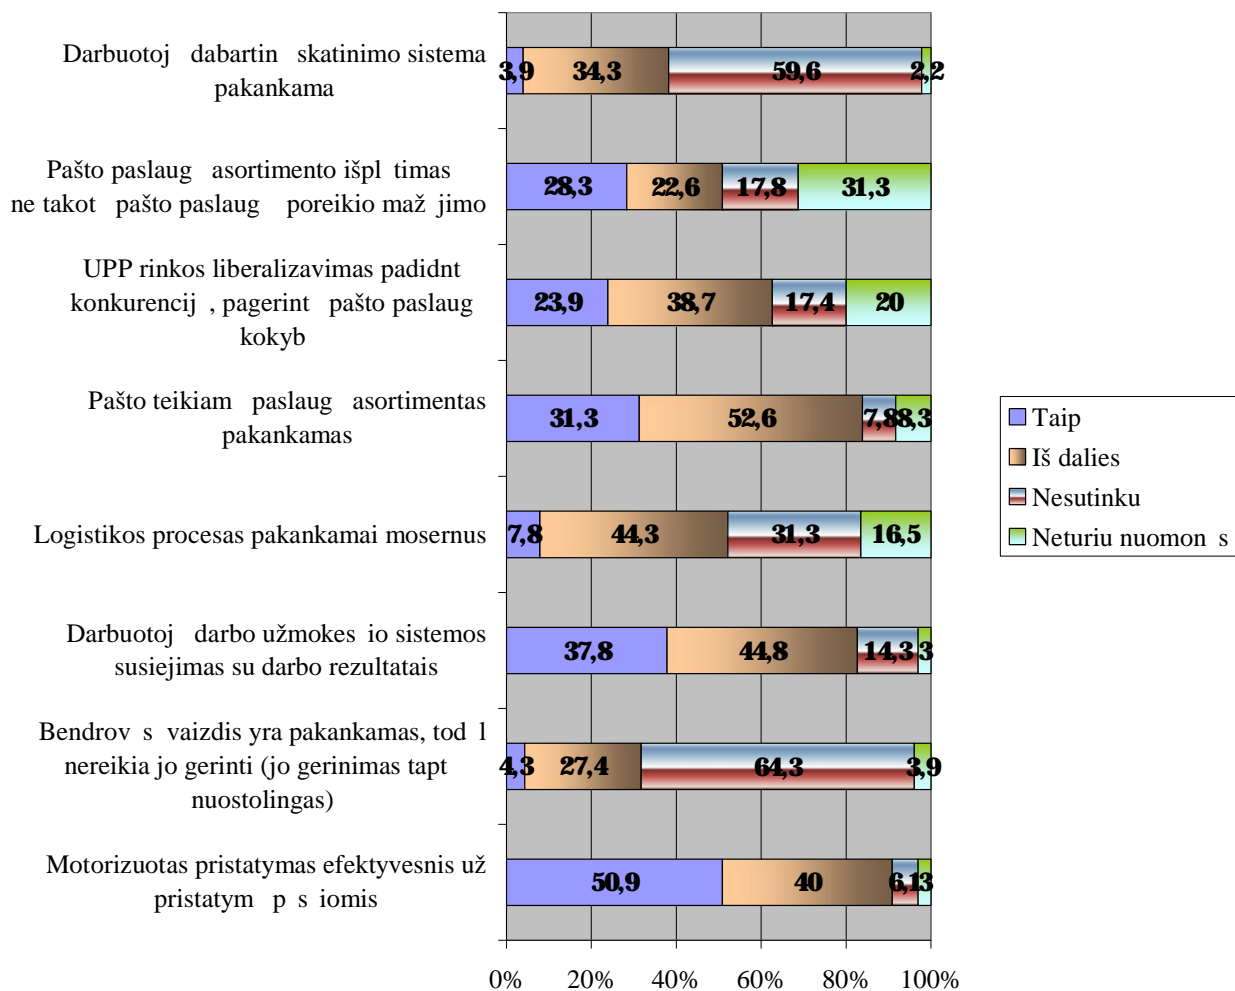 Darbuotoj dabartin skatinimo sistema
pakankama
3,9 34,3 59,6 2,2
Pašto paslaug asortimento išpl timas
ne takot pašto paslaug poreikio maž jimo
28,3 22,6 17,8 31,3
UPP rinkos liberalizavimas padidnt
konkurencij , pagerint pašto paslaug
kokyb
23,9 38,7 17,4 20
Pašto teikiam paslaug asortimentas
pakankamas
31,3 52,6 7,8 8,3
Logistikos procesas pakankamai mosernus
7,8 44,3 31,3 16,5
Darbuotoj darbo užmokes io sistemos
susiejimas su darbo rezultatais
37,8 44,8 14,3 3
Bendrov s vaizdis yra pakankamas, tod l
nereikia jo gerinti (jo gerinimas tapt
nuostolingas)
4,3 27,4 64,3 3,9
Motorizuotas pristatymas efektyvesnis už
pristatym p s iomis
50,9 40 6,1 3
0% 20% 40% 60% 80% 100%
Taip
Iš dalies
Nesutinku
Neturiu nuomon s